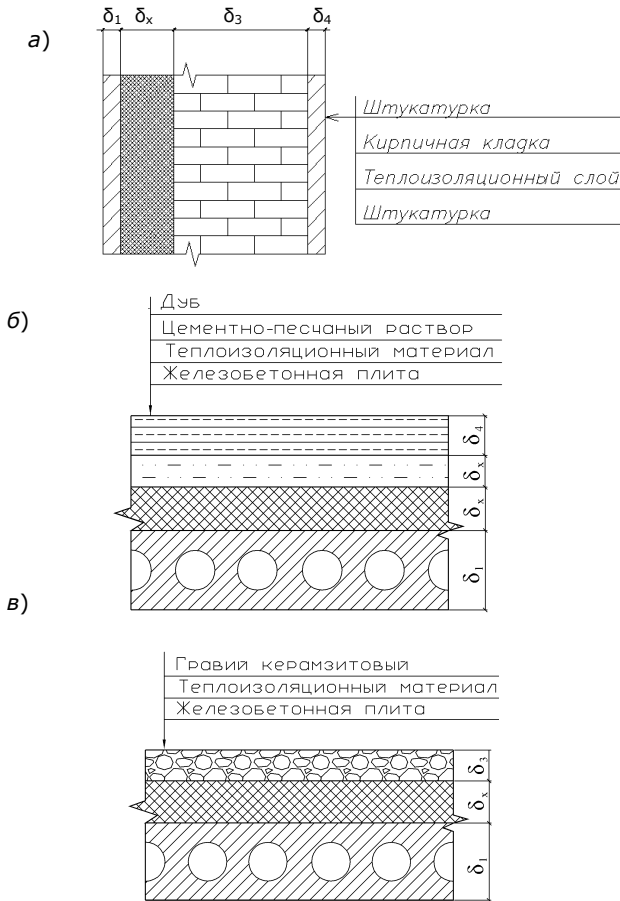 δ₁ δₓ δ₃ δ₄
а)
Штукатурка
Кирпичная кладка
Теплоизоляционный слой
Штукатурка
б)
Дуб
Цементно-песчаный раствор
Теплоизоляционный материал
Железобетонная плита
δ₄
δₓ
δₓ
δ₁
в)
Гравий керамзитовый
Теплоизоляционный материал
Железобетонная плита
δ₃
δₓ
δ₁